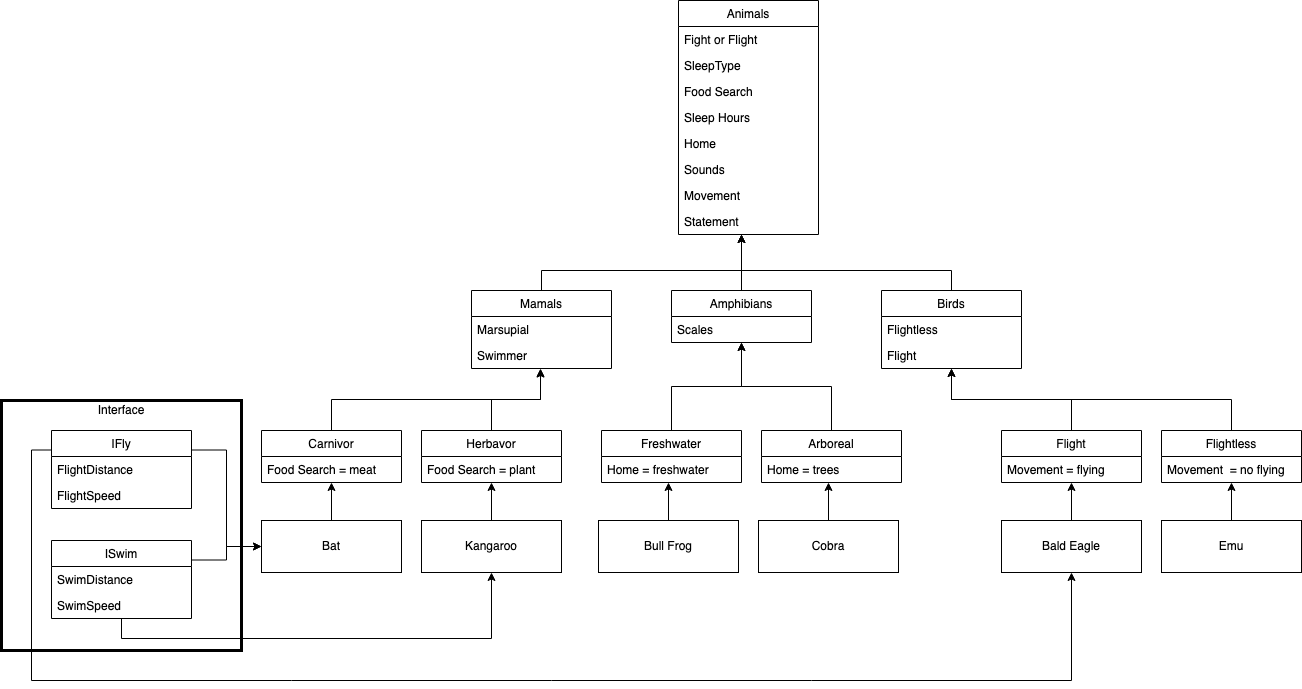 Animals
Fight or Flight
SleepType
Food Search
Sleep Hours
Home
Sounds
Movement
Statement
Mamals
Marsupial
Swimmer
Amphibians
Scales
Birds
Flightless
Flight
Interface
IFly
FlightDistance
FlightSpeed
ISwim
SwimDistance
SwimSpeed
Carnivor
Food Search = meat
Herbavor
Food Search = plant
Freshwater
Home = freshwater
Arboreal
Home = trees
Flight
Movement = flying
Flightless
Movement  = no flying
Bat
Kangaroo
Bull Frog
Cobra
Bald Eagle
Emu